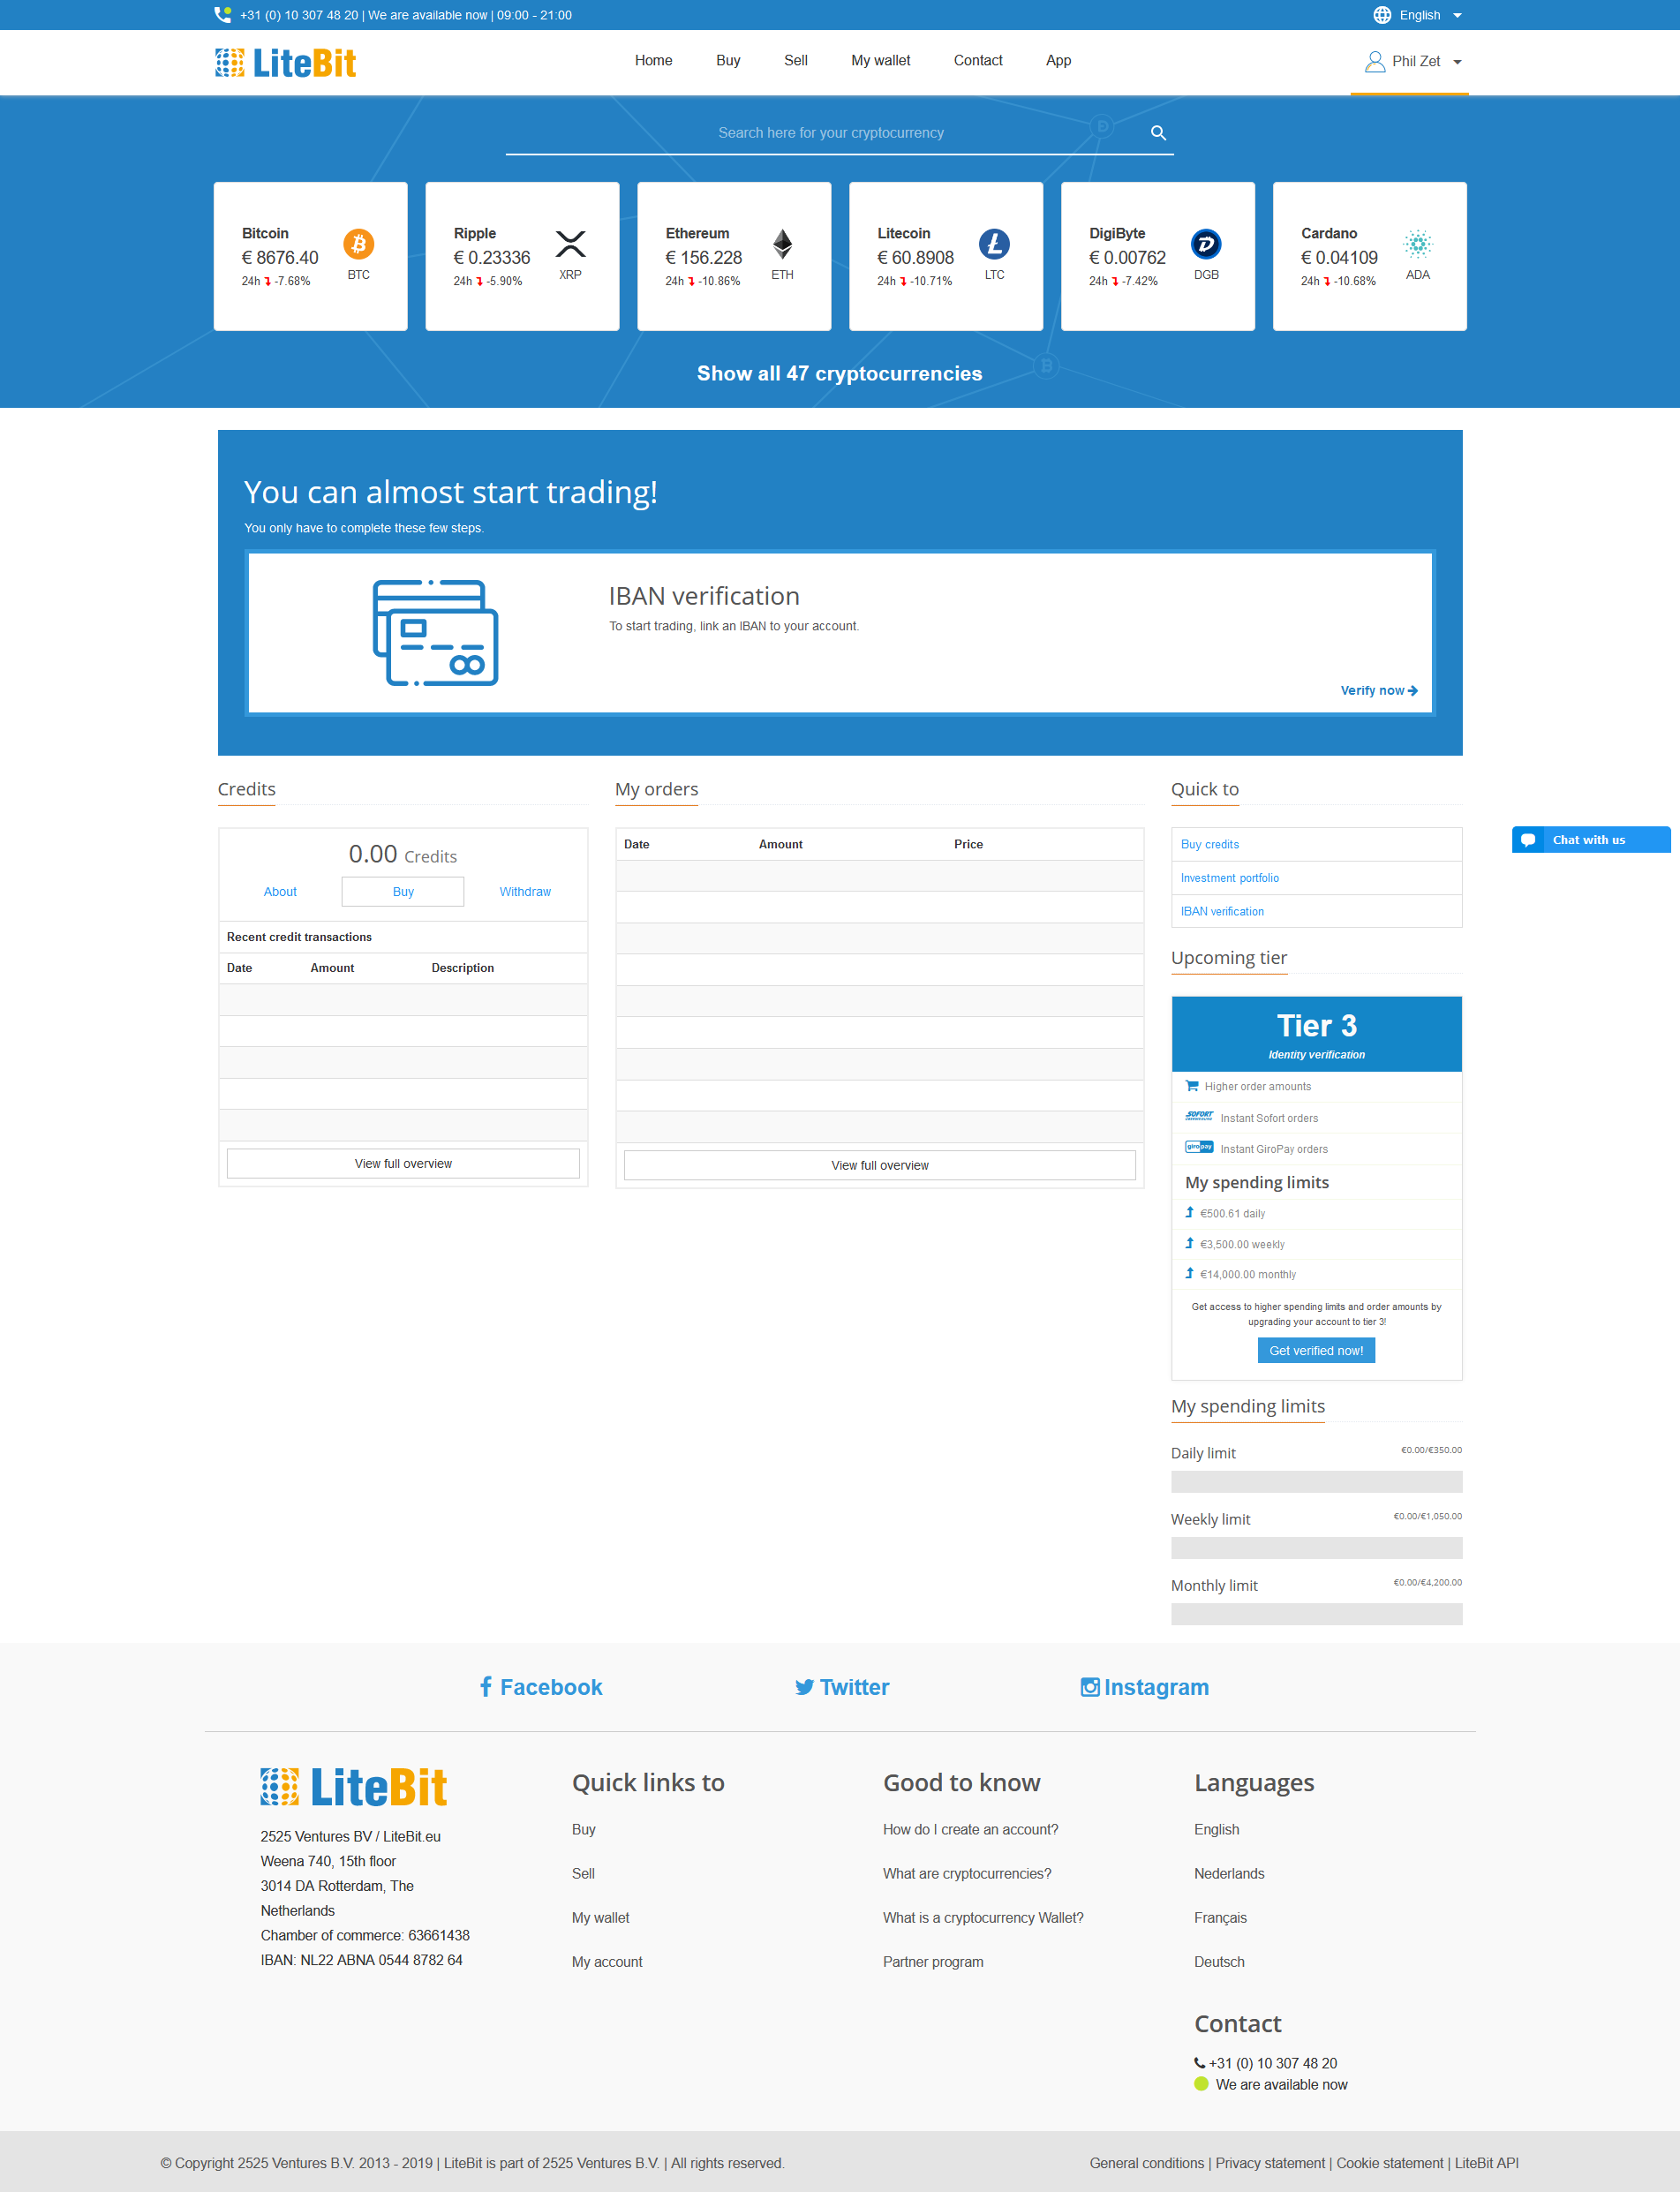 +31 (0) 10 307 48 20 | We are available now | 09:00 - 21:00
English
LiteBit
Home Buy Sell My wallet Contact App
Phil Zet
Search here for your cryptocurrency
Bitcoin
€ 8676.40
24h -7.68%
BTC
Ripple
€ 0.23336
24h -5.90%
XRP
Ethereum
€ 156.228
24h -10.86%
ETH
Litecoin
€ 60.8908
24h -10.71%
LTC
DigiByte
€ 0.00762
24h -7.42%
DGB
Cardano
€ 0.04109
24h -10.68%
ADA
Show all 47 cryptocurrencies
You can almost start trading!
You only have to complete these few steps.
IBAN verification
To start trading, link an IBAN to your account.
Verify now
Credits
0.00 Credits
About Buy Withdraw
Recent credit transactions
Date Amount Description
View full overview
My orders
Date Amount Price
View full overview
Quick to
Buy credits
Investment portfolio
IBAN verification
Chat with us
Upcoming tier
Tier 3
Identity verification
Higher order amounts
SOFORT Instant Sofort orders
giropay Instant GiroPay orders
My spending limits
€500.61 daily
€3,500.00 weekly
€14,000.00 monthly
Get access to higher spending limits and order amounts by
upgrading your account to tier 3!
Get verified now!
My spending limits
Daily limit €0.00/€350.00
Weekly limit €0.00/€1,050.00
Monthly limit €0.00/€4,200.00
Facebook Twitter Instagram
LiteBit
2525 Ventures BV / LiteBit.eu
Weena 740, 15th floor
3014 DA Rotterdam, The
Netherlands
Chamber of commerce: 63661438
IBAN: NL22 ABNA 0544 8782 64
Quick links to
Buy
Sell
My wallet
My account
Good to know
How do I create an account?
What are cryptocurrencies?
What is a cryptocurrency Wallet?
Partner program
Languages
English
Nederlands
Français
Deutsch
Contact
+31 (0) 10 307 48 20
We are available now
© Copyright 2525 Ventures B.V. 2013 - 2019 | LiteBit is part of 2525 Ventures B.V. | All rights reserved.
General conditions | Privacy statement | Cookie statement | LiteBit API